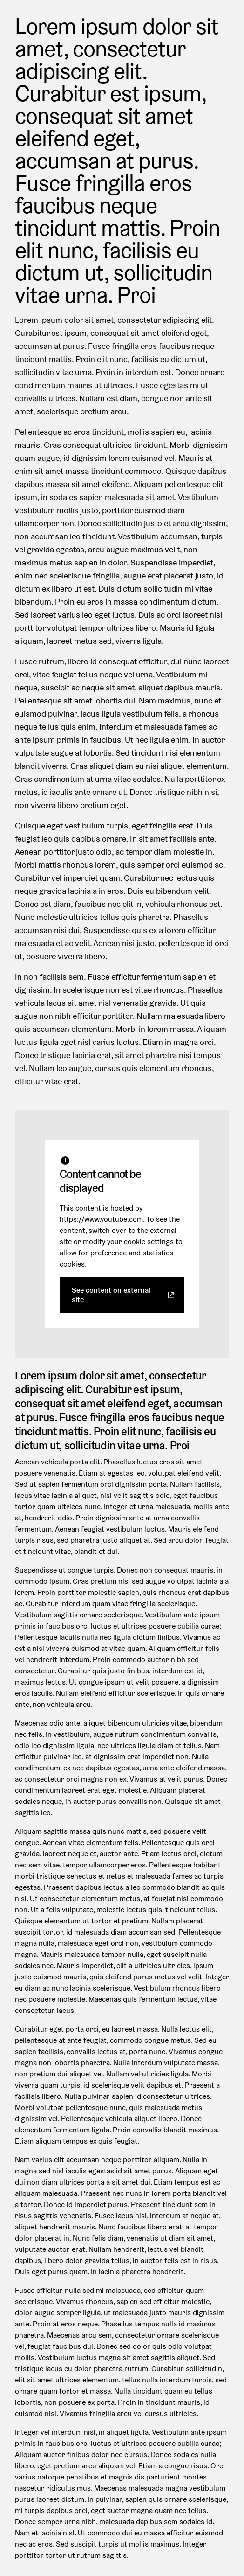 Lorem ipsum dolor sit
amet, consectetur
adipiscing elit.
Curabitur est ipsum,
consequat sit amet
eleifend eget,
accumsan at purus.
Fusce fringilla eros
faucibus neque
tincidunt mattis. Proin
elit nunc, facilisis eu
dictum ut, sollicitudin
vitae urna. Proi
Lorem ipsum dolor sit amet, consectetur adipiscing elit.
Curabitur est ipsum, consequat sit amet eleifend eget,
accumsan at purus. Fusce fringilla eros faucibus neque
tincidunt mattis. Proin elit nunc, facilisis eu dictum ut,
sollicitudin vitae urna. Proin in interdum est. Donec ornare
condimentum mauris ut ultricies. Fusce egestas mi ut
convallis ultrices. Nullam est diam, congue non ante sit
amet, scelerisque pretium arcu.
Pellentesque ac eros tincidunt, mollis sapien eu, lacinia
mauris. Cras consequat ultricies tincidunt. Morbi dignissim
quam augue, id dignissim lorem euismod vel. Mauris at
enim sit amet massa tincidunt commodo. Quisque dapibus
dapibus massa sit amet eleifend. Aliquam pellentesque elit
ipsum, in sodales sapien malesuada sit amet. Vestibulum
vestibulum mollis justo, porttitor euismod diam
ullamcorper non. Donec sollicitudin justo et arcu dignissim,
non accumsan leo tincidunt. Vestibulum accumsan, turpis
vel gravida egestas, arcu augue maximus velit, non
maximus metus sapien in dolor. Suspendisse imperdiet,
enim nec scelerisque fringilla, augue erat placerat justo, id
dictum ex libero ut est. Duis dictum sollicitudin mi vitae
bibendum. Proin eu eros in massa condimentum dictum.
Sed laoreet varius leo eget luctus. Duis ac orci laoreet nisi
porttitor volutpat tempor ultrices libero. Mauris id ligula
aliquam, laoreet metus sed, viverra ligula.
Fusce rutrum, libero id consequat efficitur, dui nunc laoreet
orci, vitae feugiat tellus neque vel urna. Vestibulum mi
neque, suscipit ac neque sit amet, aliquet dapibus mauris.
Pellentesque sit amet lobortis dui. Nam maximus, nunc et
euismod pulvinar, lacus ligula vestibulum felis, a rhoncus
neque tellus quis enim. Interdum et malesuada fames ac
ante ipsum primis in faucibus. Ut nec ligula enim. In auctor
vulputate augue at lobortis. Sed tincidunt nisi elementum
blandit viverra. Cras aliquet diam eu nisi aliquet elementum.
Cras condimentum at urna vitae sodales. Nulla porttitor ex
metus, id iaculis ante ornare ut. Donec tristique nibh nisi,
non viverra libero pretium eget.
Quisque eget vestibulum turpis, eget fringilla erat. Duis
feugiat leo quis dapibus ornare. In sit amet facilisis ante.
Aenean porttitor justo odio, ac tempor diam molestie in.
Morbi mattis rhoncus lorem, quis semper orci euismod ac.
Curabitur vel imperdiet quam. Curabitur nec lectus quis
neque gravida lacinia a in eros. Duis eu bibendum velit.
Donec est diam, faucibus nec elit in, vehicula rhoncus est.
Nunc molestie ultricies tellus quis pharetra. Phasellus
accumsan nisi dui. Suspendisse quis ex a lorem efficitur
malesuada et ac velit. Aenean nisi justo, pellentesque id orci
ut, posuere viverra libero.
In non facilisis sem. Fusce efficitur fermentum sapien et
dignissim. In scelerisque non est vitae rhoncus. Phasellus
vehicula lacus sit amet nisl venenatis gravida. Ut quis
augue non nibh efficitur porttitor. Nullam malesuada libero
quis accumsan elementum. Morbi in lorem massa. Aliquam
luctus ligula eget nisl varius luctus. Etiam in magna orci.
Donec tristique lacinia erat, sit amet pharetra nisi tempus
vel. Nullam leo augue, cursus quis elementum rhoncus,
efficitur vitae erat.
Content cannot be
displayed
This content is hosted by
https://www.youtube.com. To see the
content, switch over to the external
site or modify your cookie settings to
allow for preference and statistics
cookies.
See content on external
site
Lorem ipsum dolor sit amet, consectetur
adipiscing elit. Curabitur est ipsum,
consequat sit amet eleifend eget, accumsan
at purus. Fusce fringilla eros faucibus neque
tincidunt mattis. Proin elit nunc, facilisis eu
dictum ut, sollicitudin vitae urna. Proi
Aenean vehicula porta elit. Phasellus luctus eros sit amet
posuere venenatis. Etiam at egestas leo, volutpat eleifend velit.
Sed ut sapien fermentum orci dignissim porta. Nullam facilisis,
lacus vitae lacinia aliquet, nisl velit sagittis odio, eget faucibus
tortor quam ultrices nunc. Integer et urna malesuada, mollis ante
at, hendrerit odio. Proin dignissim ante at urna convallis
fermentum. Aenean feugiat vestibulum luctus. Mauris eleifend
turpis risus, sed pharetra justo aliquet at. Sed arcu dolor, feugiat
et tincidunt vitae, blandit et dui.
Suspendisse ut congue turpis. Donec non consequat mauris, in
commodo ipsum. Cras pretium nisi sed augue volutpat lacinia a a
lorem. Proin porttitor molestie sapien, quis rhoncus erat dapibus
ac. Curabitur interdum quam vitae fringilla scelerisque.
Vestibulum sagittis ornare scelerisque. Vestibulum ante ipsum
primis in faucibus orci luctus et ultrices posuere cubilia curae;
Pellentesque iaculis nulla nec ligula dictum finibus. Vivamus ac
est a nisl viverra euismod at vitae quam. Aliquam efficitur felis
vel hendrerit interdum. Proin commodo auctor nibh sed
consectetur. Curabitur quis justo finibus, interdum est id,
maximus lectus. Ut congue ipsum ut velit posuere, a dignissim
eros iaculis. Nullam eleifend efficitur scelerisque. In quis ornare
ante, non vehicula arcu.
Maecenas odio ante, aliquet bibendum ultricies vitae, bibendum
nec felis. In vestibulum, augue rutrum condimentum convallis,
odio leo dignissim ligula, nec ultrices ligula diam et tellus. Nam
efficitur pulvinar leo, at dignissim erat imperdiet non. Nulla
condimentum, ex nec dapibus egestas, urna ante eleifend massa,
ac consectetur orci magna non ex. Vivamus at velit purus. Donec
condimentum laoreet erat eget molestie. Aliquam placerat
sodales neque, in auctor purus convallis non. Quisque sit amet
sagittis leo.
Aliquam sagittis massa quis nunc mattis, sed posuere velit
congue. Aenean vitae elementum felis. Pellentesque quis orci
gravida, laoreet neque et, auctor ante. Etiam lectus orci, dictum
nec sem vitae, tempor ullamcorper eros. Pellentesque habitant
morbi tristique senectus et netus et malesuada fames ac turpis
egestas. Praesent dapibus lectus a leo commodo blandit ac quis
nisi. Ut consectetur elementum metus, at feugiat nisi commodo
non. Ut a felis vulputate, molestie lectus quis, tincidunt tellus.
Quisque elementum ut tortor et pretium. Nullam placerat
suscipit tortor, id malesuada diam accumsan sed. Pellentesque
magna nulla, malesuada eget orci non, vestibulum commodo
magna. Mauris malesuada tempor nulla, eget suscipit nulla
sodales nec. Mauris imperdiet, elit a ultricies ultricies, ipsum
justo euismod mauris, quis eleifend purus metus vel velit. Integer
eu diam ac nunc lacinia scelerisque. Vestibulum rhoncus libero
nec posuere molestie. Maecenas quis fermentum lectus, vitae
consectetur lacus.
Curabitur eget porta orci, eu laoreet massa. Nulla lectus elit,
pellentesque at ante feugiat, commodo congue metus. Sed eu
sapien facilisis, convallis lectus at, porta nunc. Vivamus congue
magna non lobortis pharetra. Nulla interdum vulputate massa,
non pretium dui aliquet vel. Nullam vel ultricies ligula. Morbi
viverra quam turpis, id scelerisque velit dapibus et. Praesent a
facilisis libero. Nulla pulvinar sapien id consectetur ultrices.
Morbi volutpat pellentesque nunc, quis malesuada metus
dignissim vel. Pellentesque vehicula aliquet libero. Donec
elementum fermentum ligula. Proin convallis blandit maximus.
Etiam aliquam tempus ex quis feugiat.
Nam varius elit accumsan neque porttitor aliquam. Nulla in
magna sed nisi iaculis egestas id sit amet purus. Aliquam eget
dui non diam ultrices porta a sit amet dui. Etiam tempus est ac
aliquam malesuada. Praesent nec nunc in lorem porta blandit vel
a tortor. Donec id imperdiet purus. Praesent tincidunt sem in
risus sagittis venenatis. Fusce lacus nisi, interdum at neque at,
aliquet hendrerit mauris. Nunc faucibus libero erat, at tempor
dolor placerat in. Nunc felis diam, venenatis in odio sit amet,
vulputate auctor erat. Nullam hendrerit, lectus vel blandit
dapibus, libero dolor gravida tellus, in auctor felis est in risus.
Duis eget purus quam. In lacinia pharetra hendrerit.
Fusce efficitur nulla sed mi malesuada, sed efficitur quam
scelerisque. Vivamus rhoncus, sapien sed efficitur molestie,
dolor augue semper ligula, ut malesuada justo mauris dignissim
ante. Proin at eros neque. Phasellus tempus nulla id maximus
pharetra. Maecenas arcu sem, consectetur ornare scelerisque
vel, feugiat faucibus dui. Donec sed dolor quis odio volutpat
mollis. Vestibulum luctus magna sit amet sagittis aliquet. Sed
tristique lacus eu dolor pharetra rutrum. Curabitur sollicitudin,
elit sit amet ultrices elementum, tellus nulla interdum turpis, sed
ornare quam tortor et massa. Nulla tincidunt quam eu tellus
lobortis, non posuere ex porta. Proin in tincidunt mauris, id
euismod nisi. Vivamus fringilla arcu vel cursus ultricies.
Integer vel interdum nisl, in aliquet ligula. Vestibulum ante ipsum
primis in faucibus orci luctus et ultrices posuere cubilia curae;
Aliquam auctor finibus dolor nec cursus. Donec sodales nulla
libero, eget pretium arcu aliquam vel. Etiam a congue risus. Orci
varius natoque penatibus et magnis dis parturient montes,
nascetur ridiculus mus. Maecenas malesuada magna vestibulum
purus laoreet dictum. In pulvinar, sapien quis ornare scelerisque,
mi turpis dapibus orci, eget auctor magna quam nec tellus.
Donec semper urna nibh, malesuada dapibus sem sodales id.
Nam et lacinia nisl. Ut commodo dui eu massa efficitur euismod
nec ac eros. Sed suscipit turpis ut mollis maximus. Integer
porttitor tortor ut rutrum sagittis.